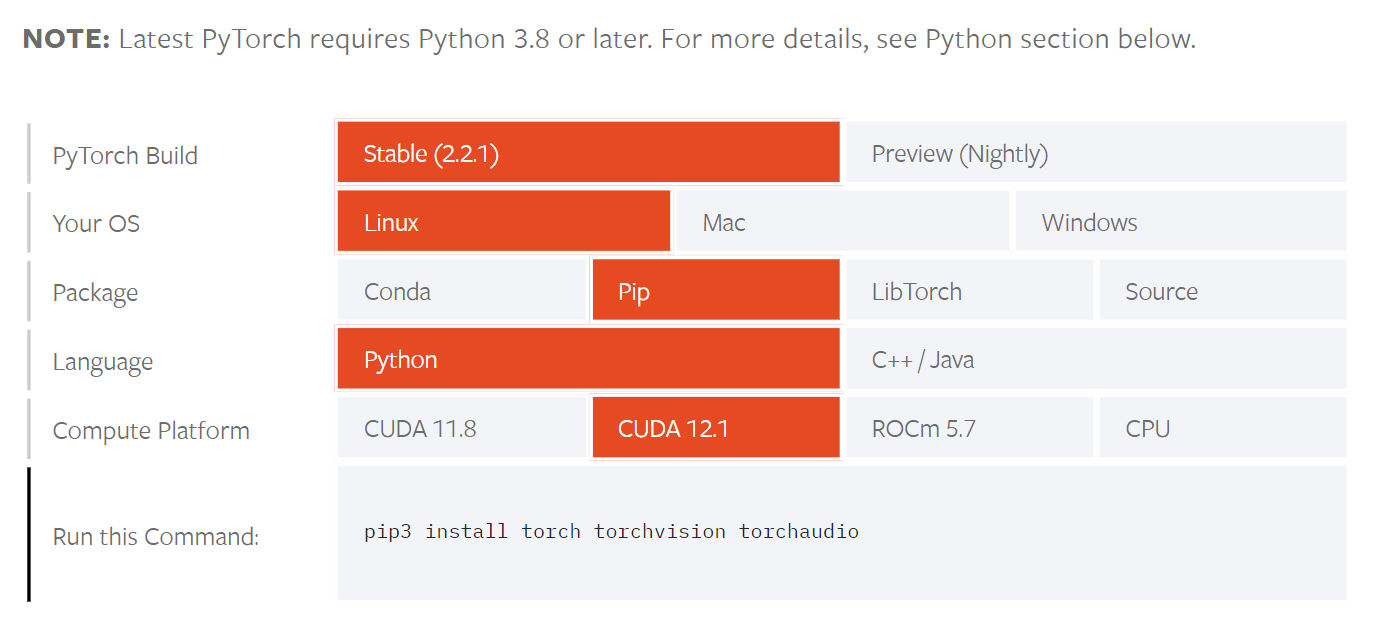 NOTE: Latest PyTorch requires Python 3.8 or later. For more details, see Python section below.
PyTorch Build
Stable (2.2.1)
Preview (Nightly)
Your OS
Linux
Mac
Windows
Package
Conda
Pip
LibTorch
Source
Language
Python
C++ / Java
Compute Platform
CUDA 11.8
CUDA 12.1
ROCm 5.7
CPU
Run this Command:
pip3 install torch torchvision torchaudio